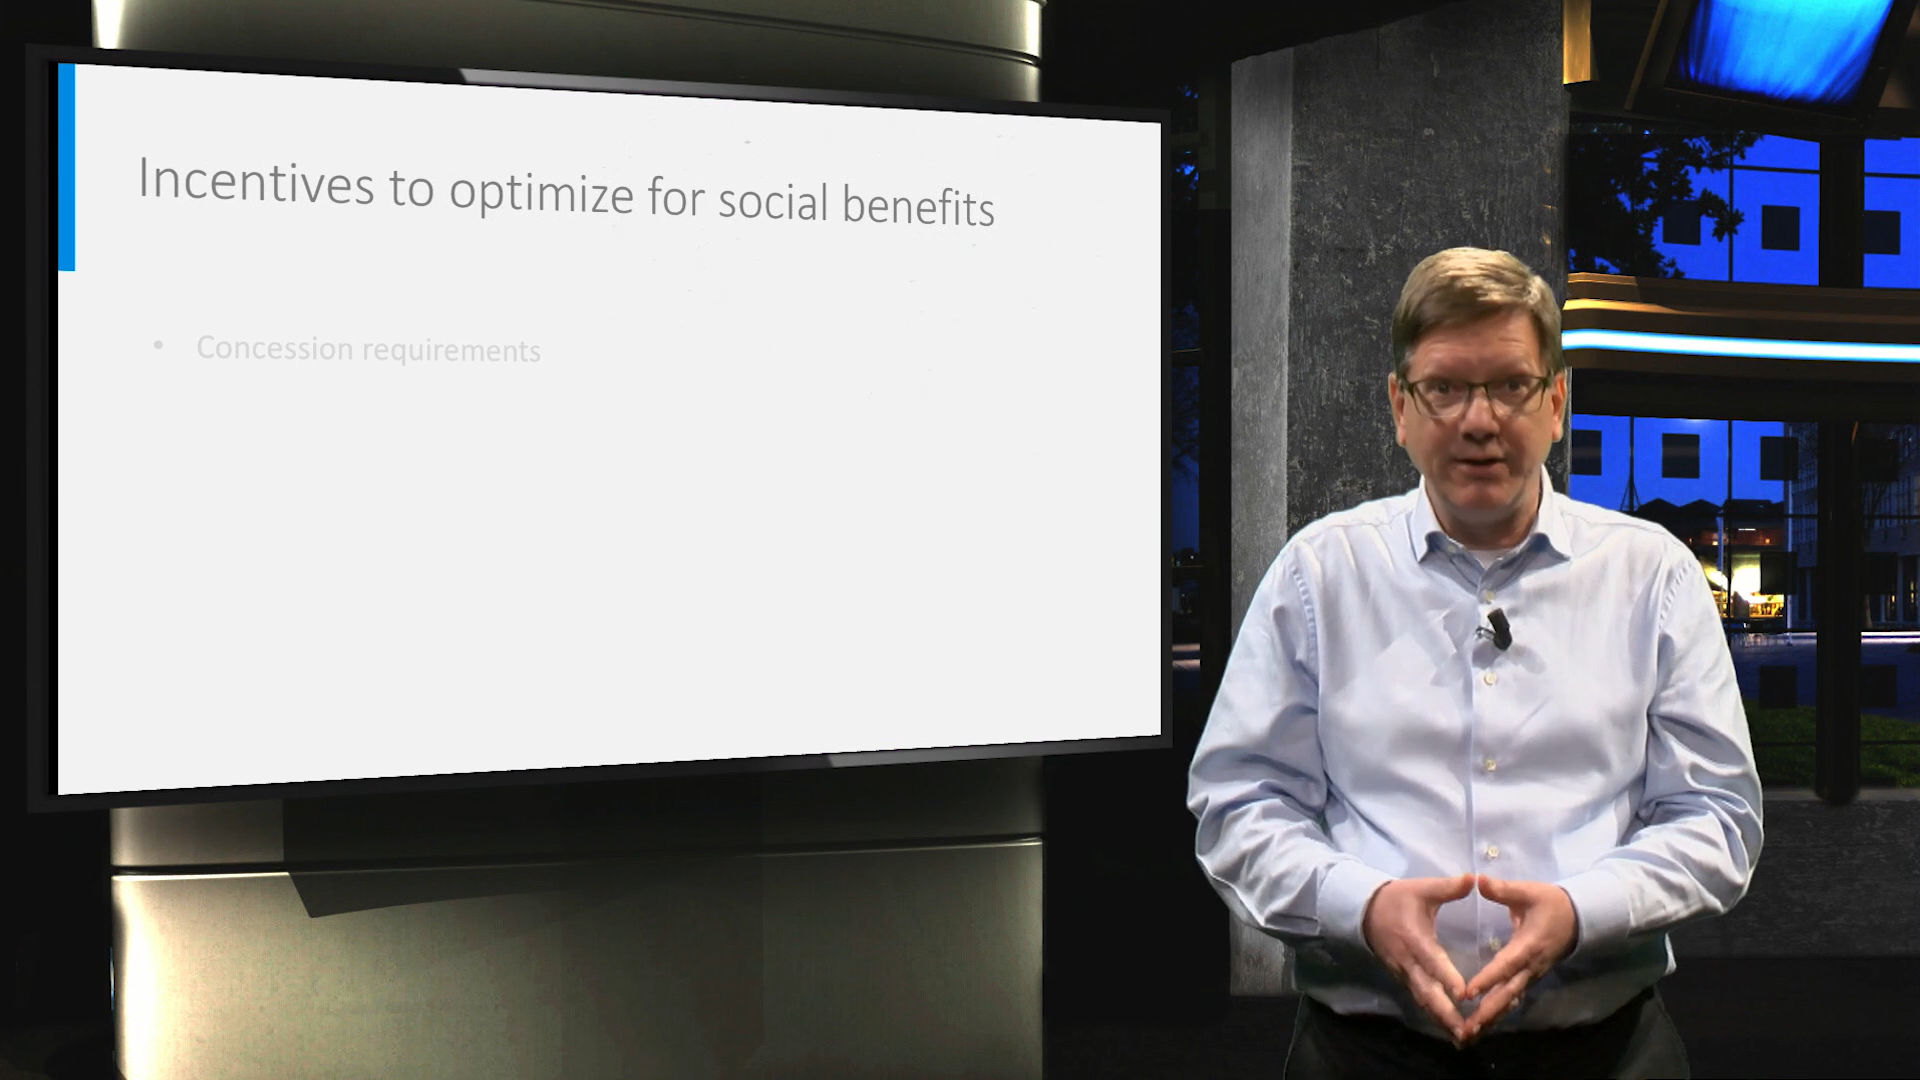 Incentives to optimize for social benefits
• Concession requirements